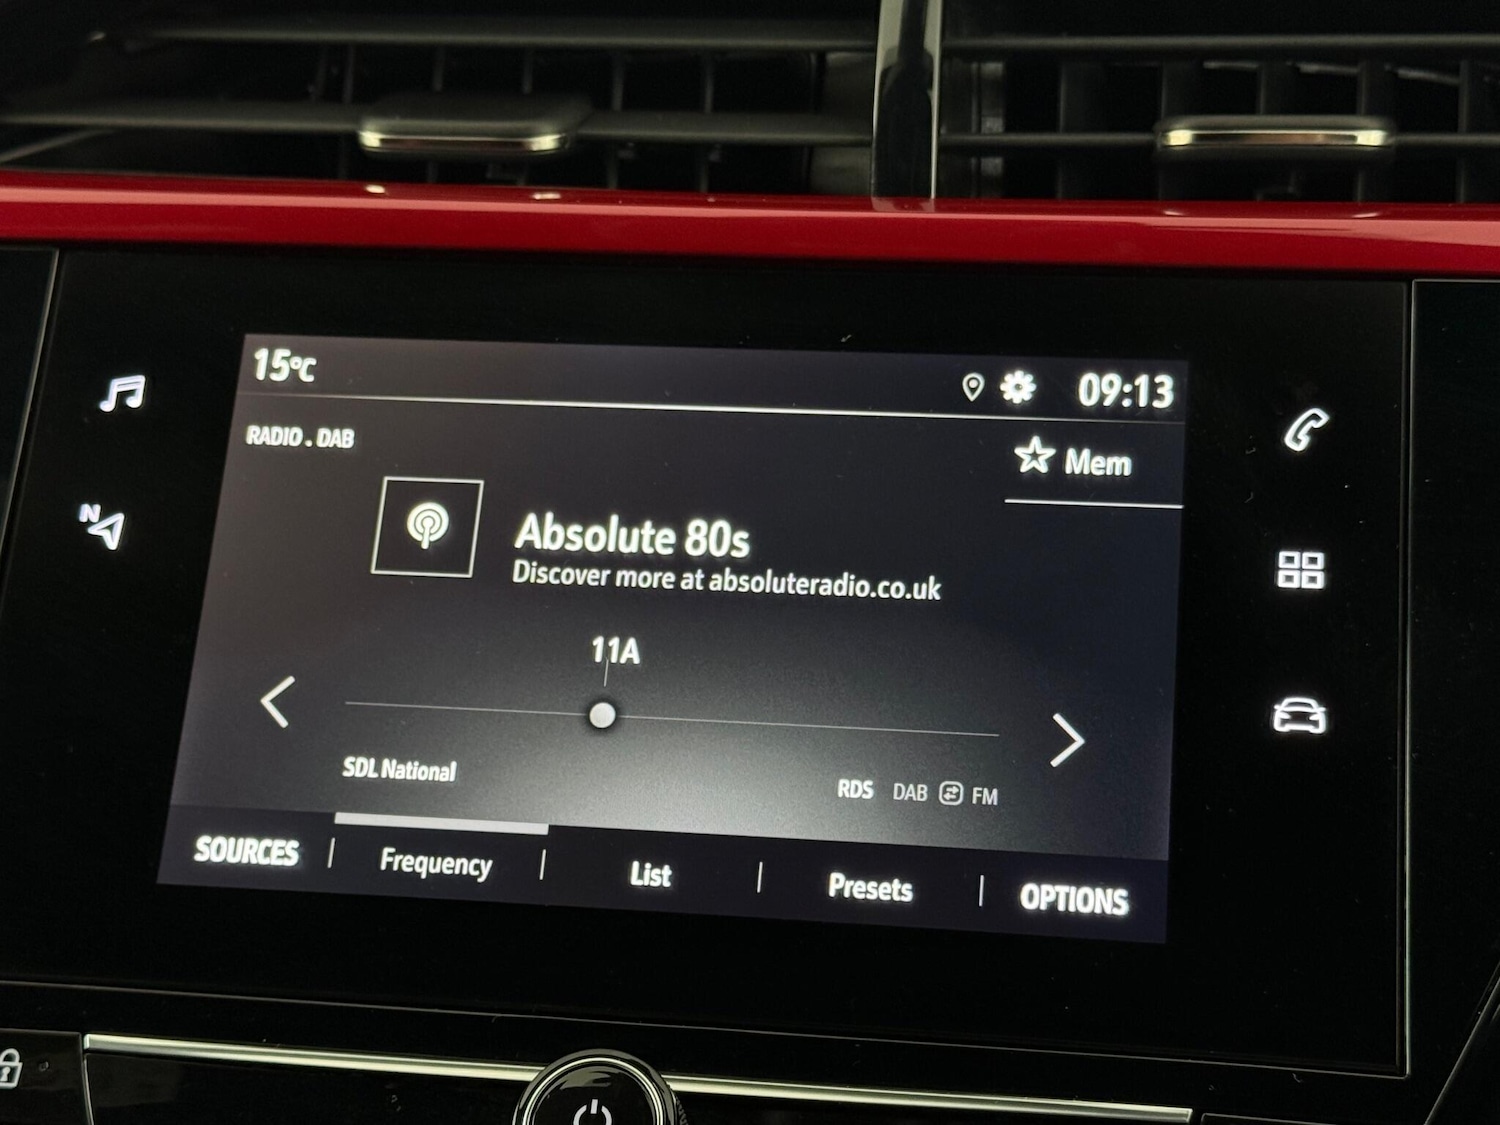 15°C
09:13
RADIO . DAB
Mem
N
Absolute 80s
Discover more at absoluteradio.co.uk
11A
SDL National
RDS DAB FM
SOURCES | Frequency | List | Presets | OPTIONS